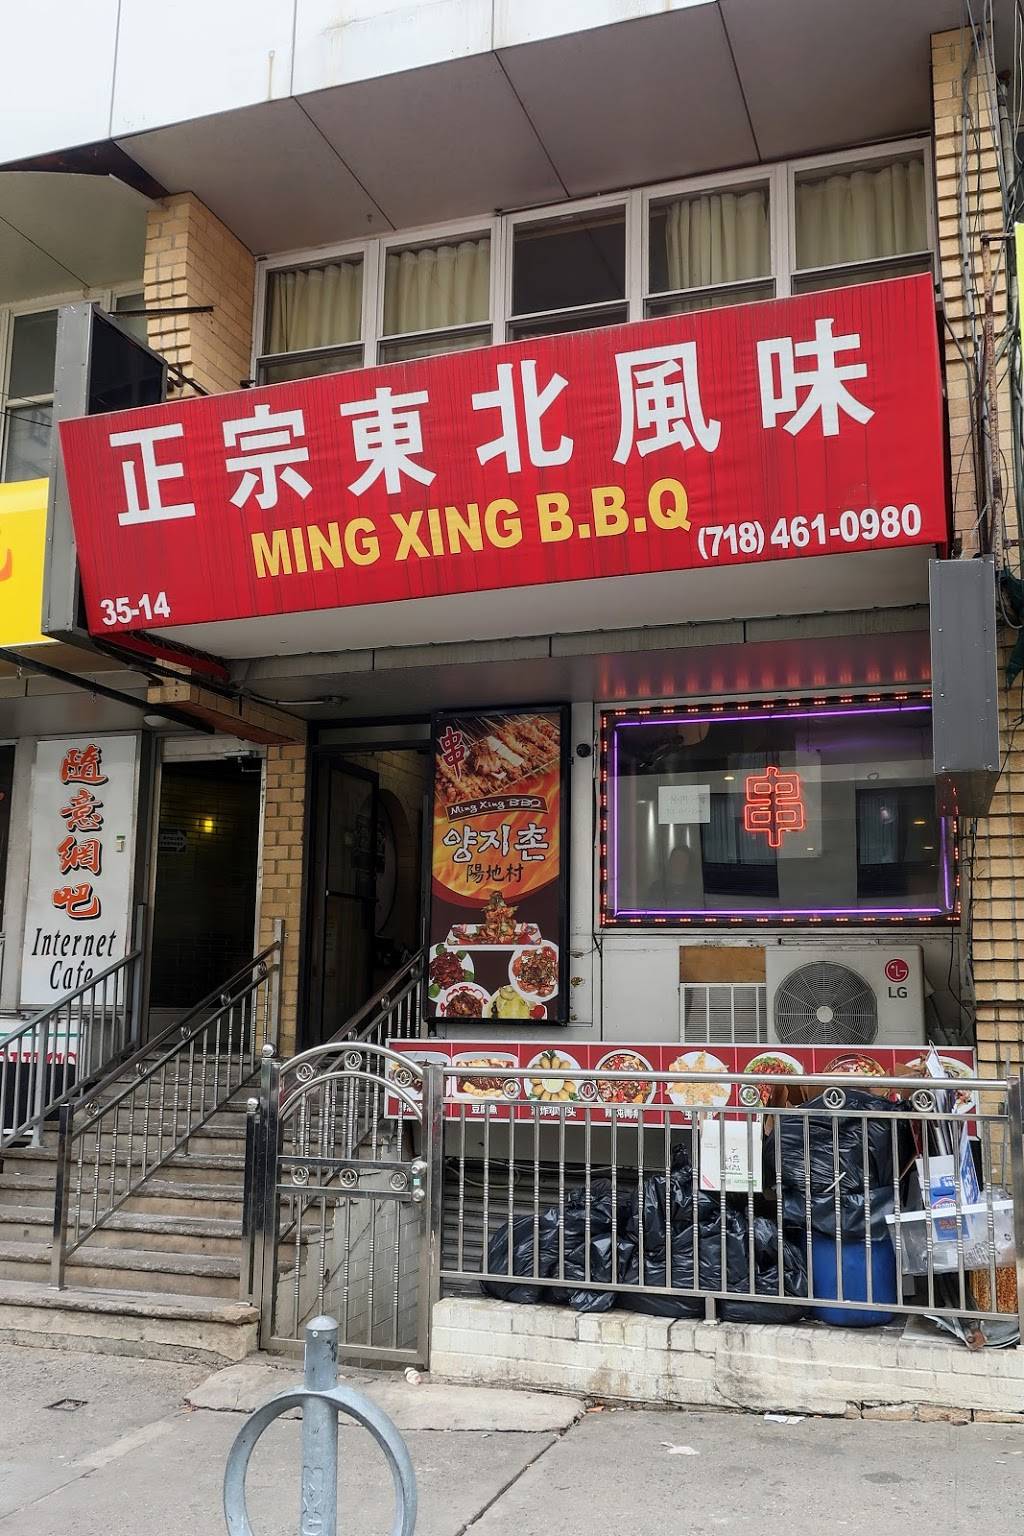 正宗東北風味
MING XING B.B.Q
(718) 461-0980
35-14
隨意網吧
Internet
Cafe
串
Ming Xing BBQ
양지촌
陽地村
串
LG